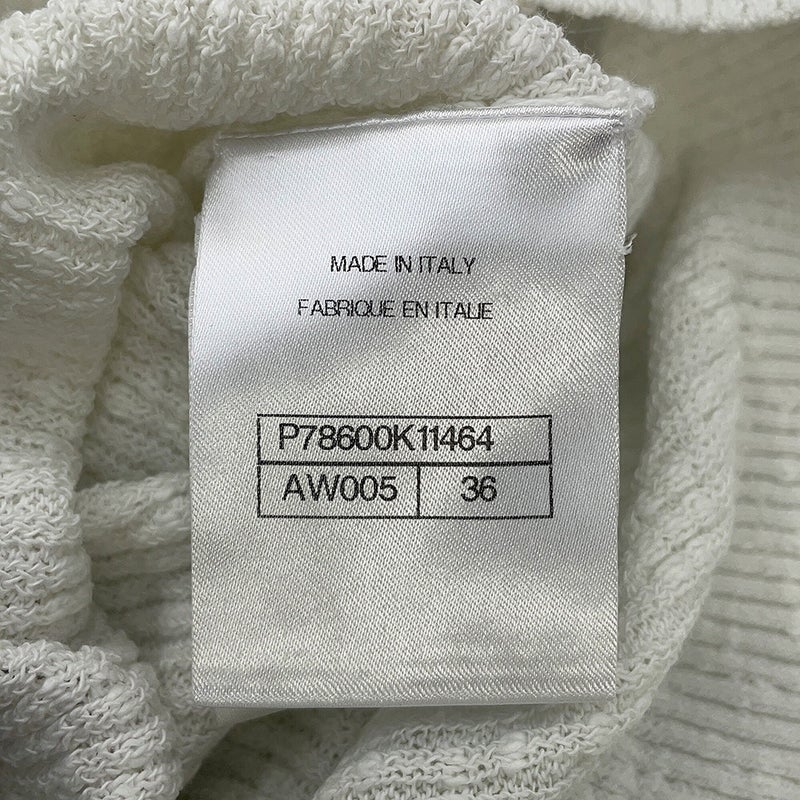 MADE IN ITALY
FABRIQUE EN ITALIE
P78600K11464
AW005 36